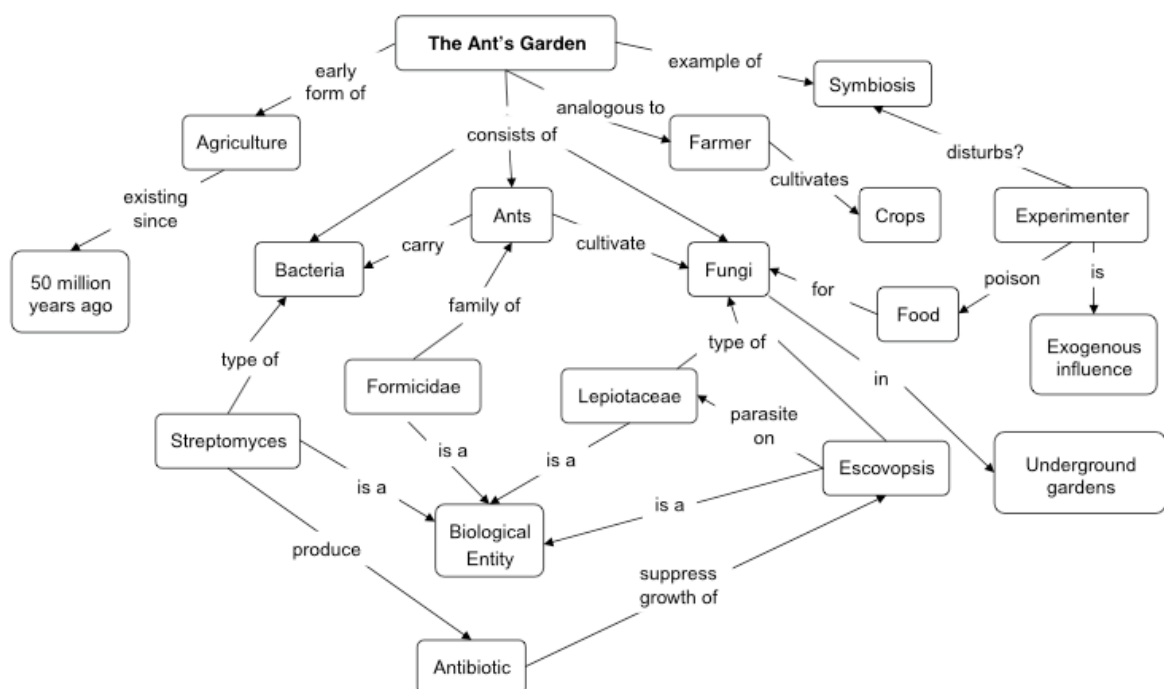 The Ant's Garden
example of
early
form of
Symbiosis
analogous to
Agriculture
consists of
Farmer
disturbs?
cultivates
existing
since
Ants
Crops
Experimenter
carry
cultivate
Bacteria
Fungi
50 million
years ago
poison
is
for
family of
Food
type of
type of
Exogenous
influence
in
Formicidae
Lepiotaceae
parasite
on
Streptomyces
is a
is a
Escovopsis
Underground
gardens
is a
is a
Biological
Entity
produce
suppress
growth of
Antibiotic